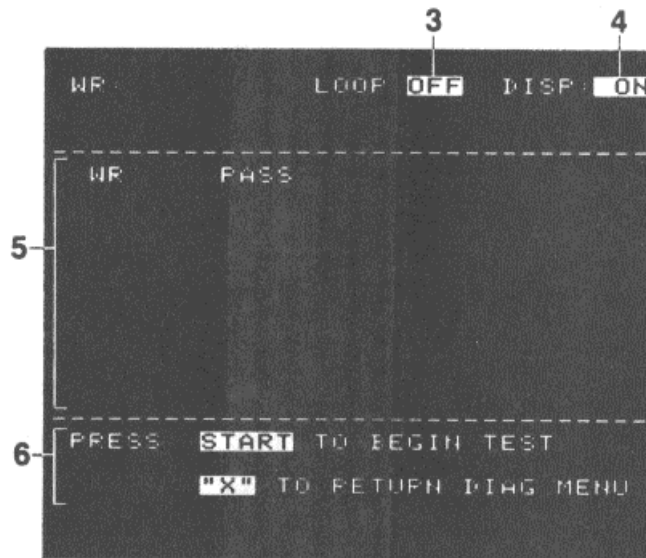 3 4
WR: LOOP OFF DISP: ON
WR PASS
5
PRESS START TO BEGIN TEST
6
"X" TO RETURN DIAG MENU